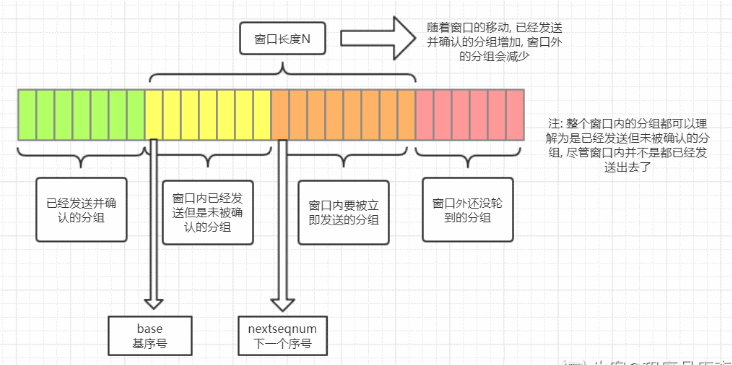 窗口长度N
随着窗口的移动, 已经发送
并确认的分组增加, 窗口外
的分组会减少
注: 整个窗口内的分组都可以理
解为是已经发送但未被确认的分
组, 尽管窗口内并不是都已经发
送出去了
已经发送并确
认的分组
窗口内已经发
送但是未被确
认的分组
窗口内要被立
即发送的分组
窗口外还没轮
到的分组
base
基序号
nextseqnum
下一个序号